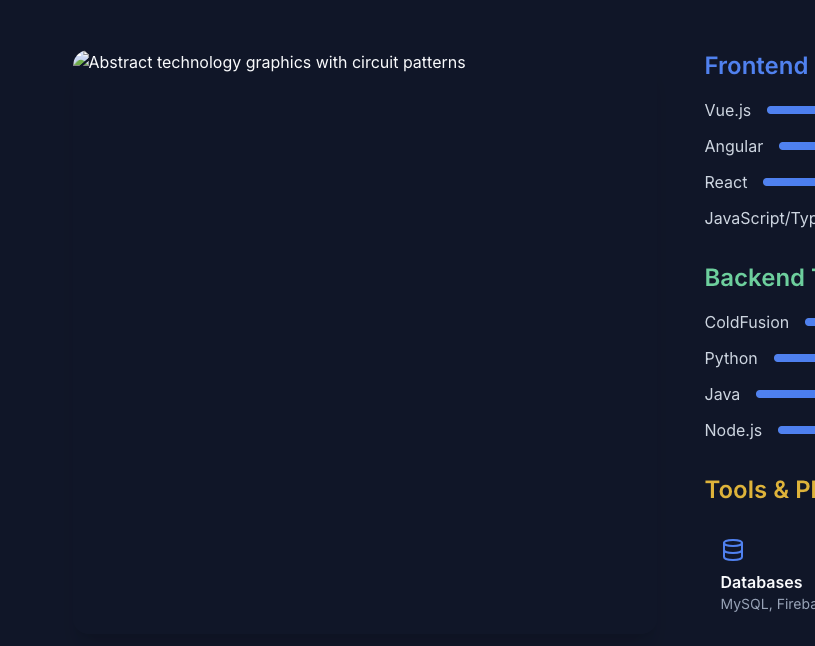 Abstract technology graphics with circuit patterns
Frontend
Vue.js
Angular
React
JavaScript/Typ
Backend
ColdFusion
Python
Java
Node.js
Tools & Pl
Databases
MySQL, Fireba